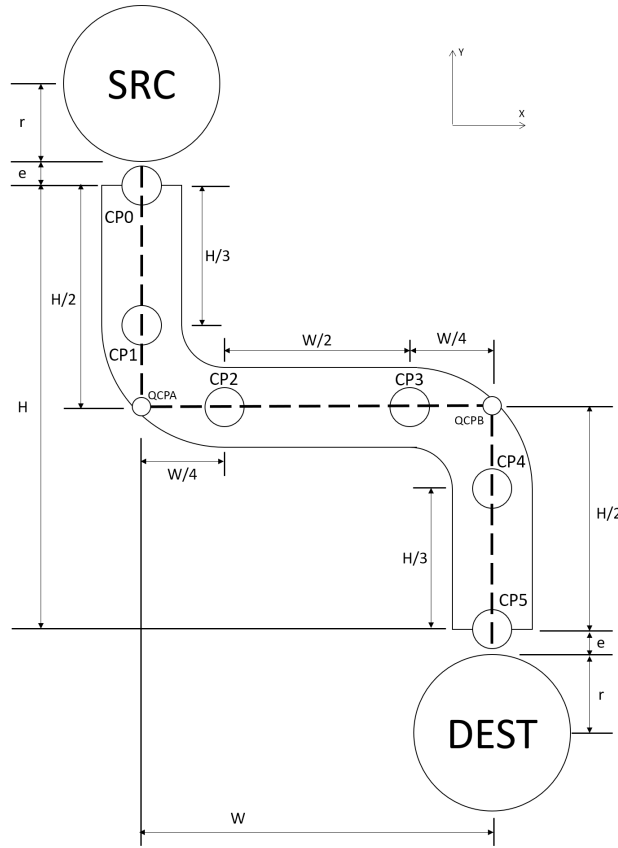 SRC
Y
X
r
e
CP0
H/3
H/2
CP1
W/2
W/4
QCPA
CP2
CP3
H
QCPB
CP4
W/4
H/2
H/3
CP5
e
r
DEST
W